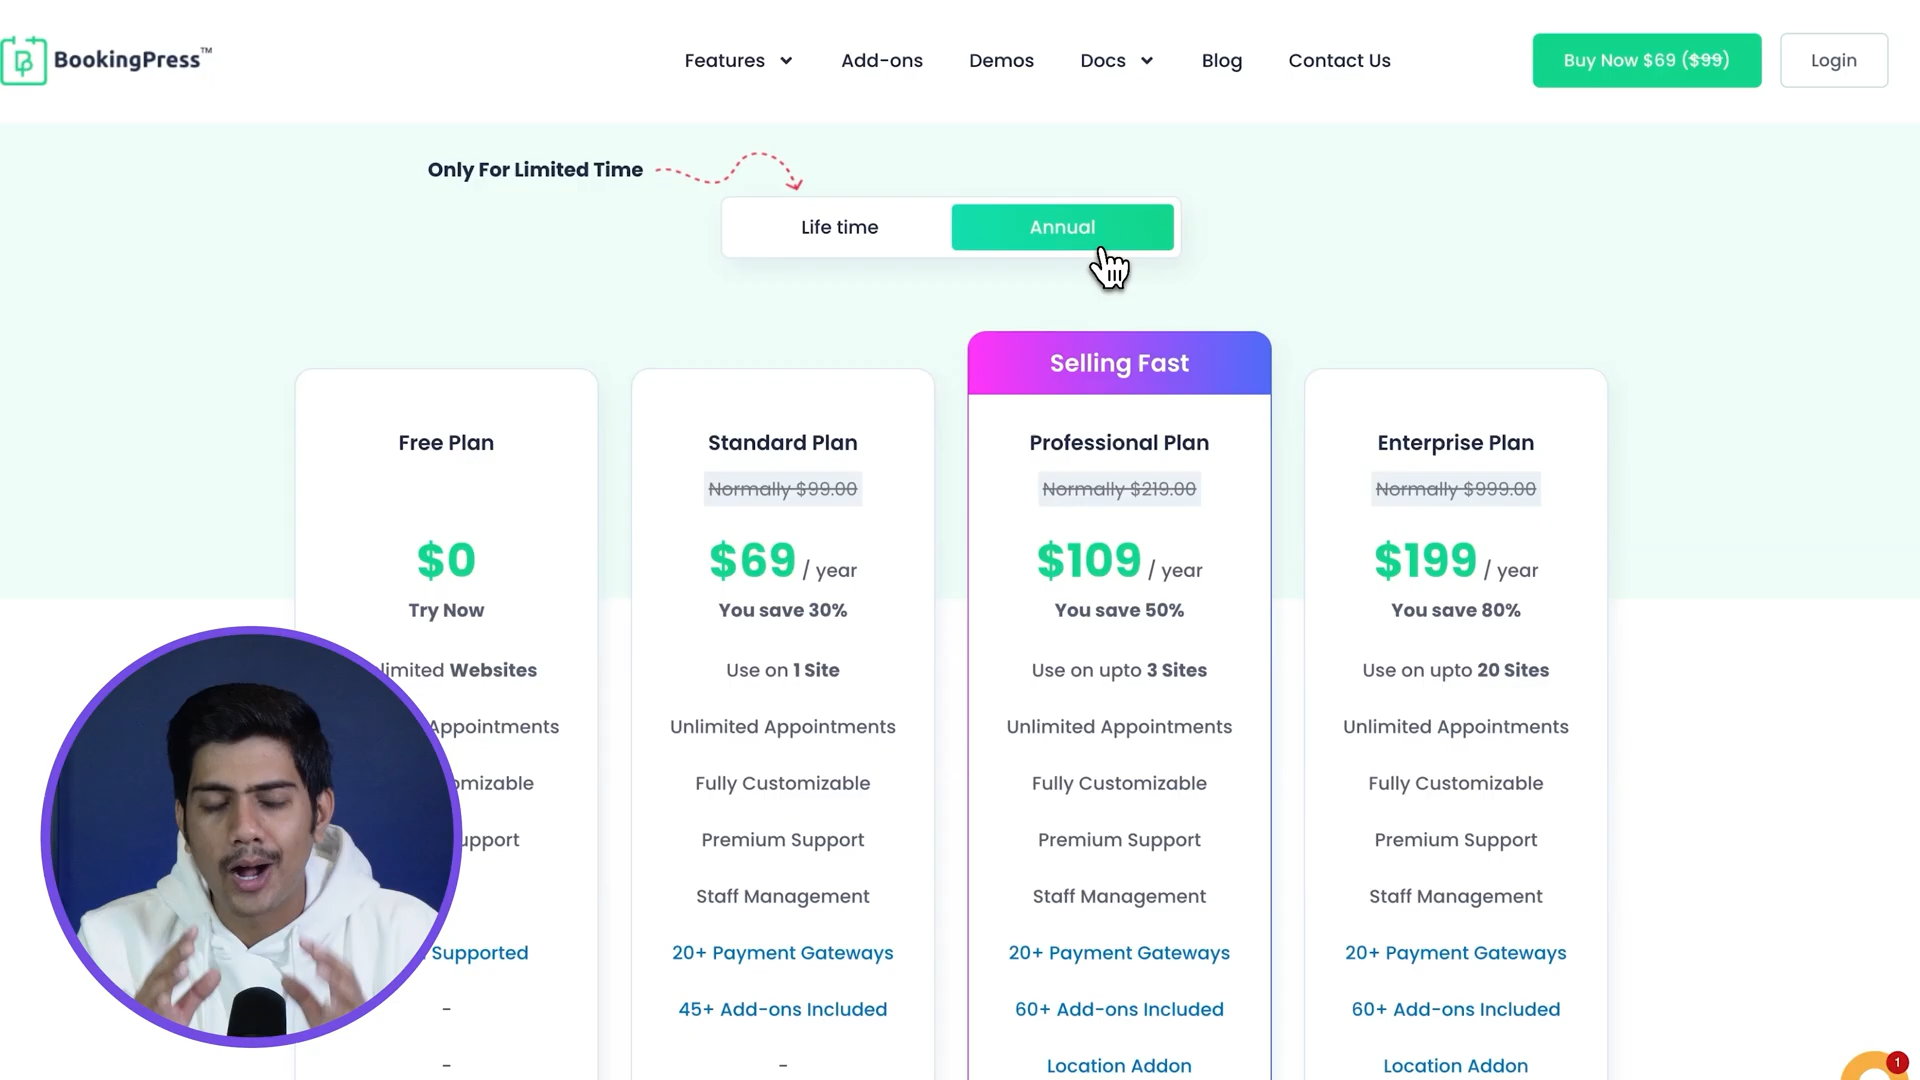 BookingPress™
Features
Add-ons
Demos
Docs
Blog
Contact Us
Buy Now $69 ($99)
Login
Only For Limited Time
Life time
Annual
Selling Fast
Free Plan
$0
Try Now
limited Websites
Appointments
omizable
upport
Supported
-
-
Standard Plan
Normally $99.00
$69 / year
You save 30%
Use on 1 Site
Unlimited Appointments
Fully Customizable
Premium Support
Staff Management
20+ Payment Gateways
45+ Add-ons Included
-
Professional Plan
Normally $219.00
$109 / year
You save 50%
Use on upto 3 Sites
Unlimited Appointments
Fully Customizable
Premium Support
Staff Management
20+ Payment Gateways
60+ Add-ons Included
Location Addon
Enterprise Plan
Normally $999.00
$199 / year
You save 80%
Use on upto 20 Sites
Unlimited Appointments
Fully Customizable
Premium Support
Staff Management
20+ Payment Gateways
60+ Add-ons Included
Location Addon
1